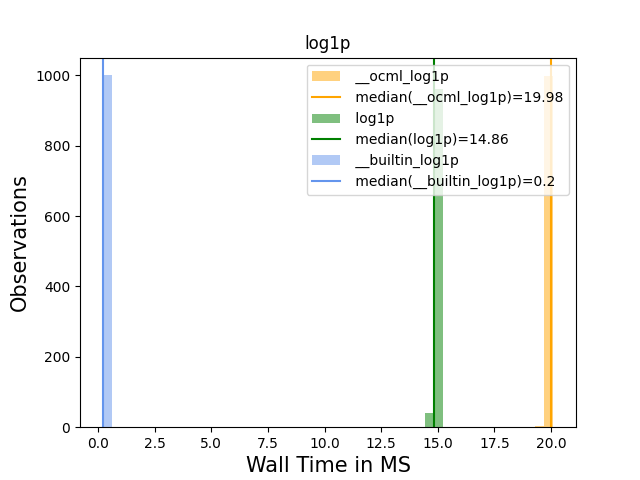 log1p
__ocml_log1p
median(__ocml_log1p)=19.98
log1p
median(log1p)=14.86
__builtin_log1p
median(__builtin_log1p)=0.2
Observations
1000
800
600
400
200
0
0.0 2.5 5.0 7.5 10.0 12.5 15.0 17.5 20.0
Wall Time in MS